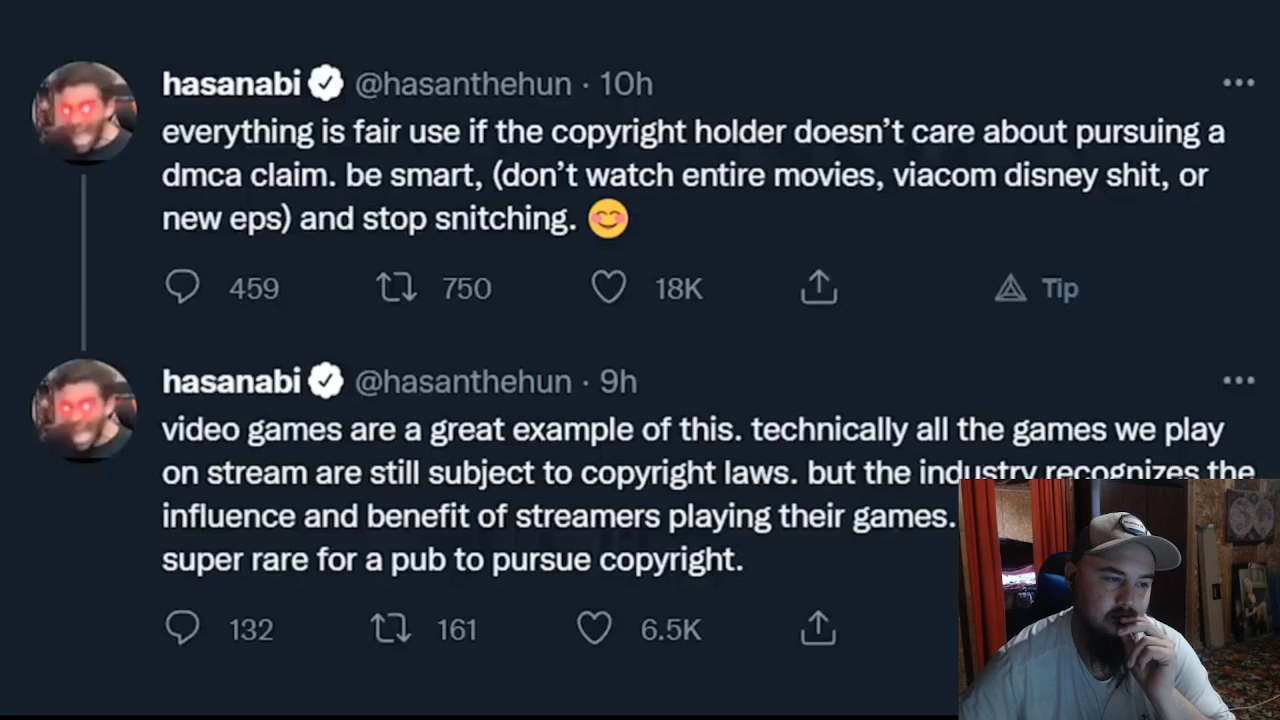 hasanabi @hasanthehun · 10h
everything is fair use if the copyright holder doesn't care about pursuing a
dmca claim. be smart, (don't watch entire movies, viacom disney shit, or
new eps) and stop snitching. 😊
459 750 18K Tip
hasanabi @hasanthehun · 9h
video games are a great example of this. technically all the games we play
on stream are still subject to copyright laws. but the industry recognizes the
influence and benefit of streamers playing their games.
super rare for a pub to pursue copyright.
132 161 6.5K